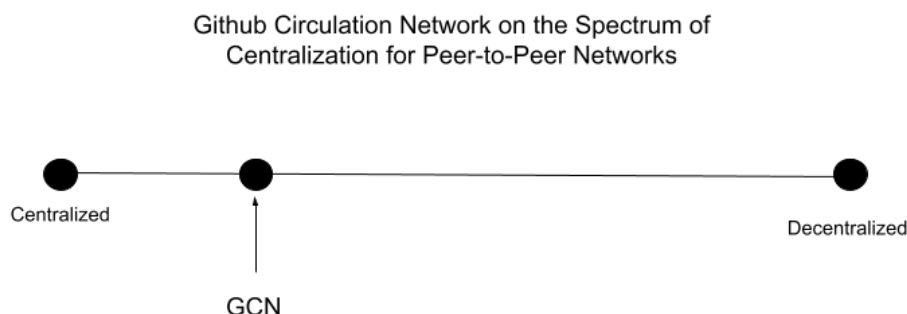 Github Circulation Network on the Spectrum of
Centralization for Peer-to-Peer Networks
Centralized
Decentralized
GCN